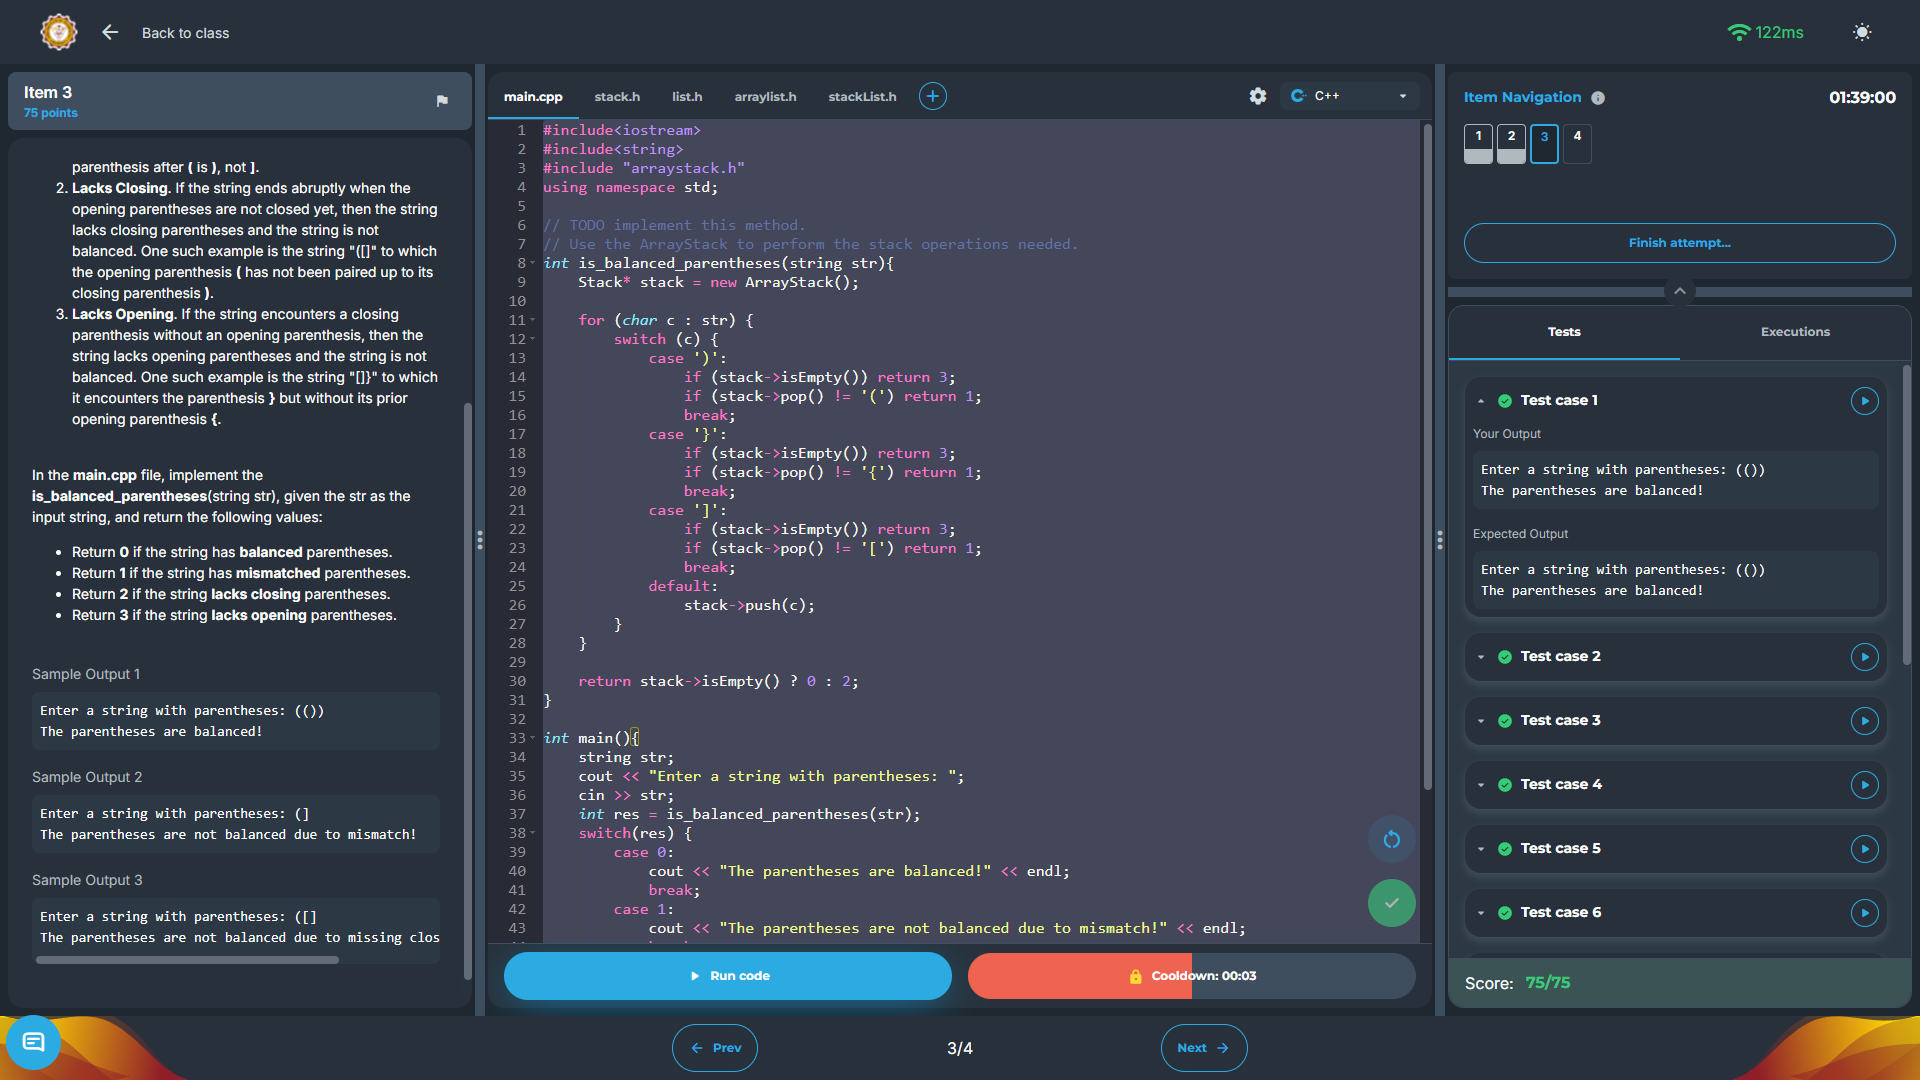 Back to class
122ms
Item 3
75 points
parenthesis after ( is ), not ].
2. Lacks Closing. If the string ends abruptly when the
opening parentheses are not closed yet, then the string
lacks closing parentheses and the string is not
balanced. One such example is the string "([]" to which
the opening parenthesis ( has not been paired up to its
closing parenthesis ).
3. Lacks Opening. If the string encounters a closing
parenthesis without an opening parenthesis, then the
string lacks opening parentheses and the string is not
balanced. One such example is the string "[]}" to which
it encounters the parenthesis } but without its prior
opening parenthesis {.
In the main.cpp file, implement the
is_balanced_parentheses(string str), given the str as the
input string, and return the following values:
• Return 0 if the string has balanced parentheses.
• Return 1 if the string has mismatched parentheses.
• Return 2 if the string lacks closing parentheses.
• Return 3 if the string lacks opening parentheses.
Sample Output 1
Enter a string with parentheses: (())
The parentheses are balanced!
Sample Output 2
Enter a string with parentheses: (]
The parentheses are not balanced due to mismatch!
Sample Output 3
Enter a string with parentheses: ([]
The parentheses are not balanced due to missing clos
main.cpp stack.h list.h arraylist.h stackList.h + C++
1 #include<iostream>
2 #include<string>
3 #include "arraystack.h"
4 using namespace std;
5
6 // TODO implement this method.
7 // Use the ArrayStack to perform the stack operations needed.
8 int is_balanced_parentheses(string str){
9     Stack* stack = new ArrayStack();
10
11     for (char c : str) {
12         switch (c) {
13             case ')':
14                 if (stack->isEmpty()) return 3;
15                 if (stack->pop() != '(') return 1;
16                 break;
17             case '}':
18                 if (stack->isEmpty()) return 3;
19                 if (stack->pop() != '{') return 1;
20                 break;
21             case ']':
22                 if (stack->isEmpty()) return 3;
23                 if (stack->pop() != '[') return 1;
24                 break;
25             default:
26                 stack->push(c);
27         }
28     }
29
30     return stack->isEmpty() ? 0 : 2;
31 }
32
33 int main(){
34     string str;
35     cout << "Enter a string with parentheses: ";
36     cin >> str;
37     int res = is_balanced_parentheses(str);
38     switch(res) {
39         case 0:
40             cout << "The parentheses are balanced!" << endl;
41             break;
42         case 1:
43             cout << "The parentheses are not balanced due to mismatch!" << endl;
Run code
Cooldown: 00:03
Prev
3/4
Next
Item Navigation
01:39:00
1 2 3 4
Finish attempt...
Tests Executions
Test case 1
Your Output
Enter a string with parentheses: (())
The parentheses are balanced!
Expected Output
Enter a string with parentheses: (())
The parentheses are balanced!
Test case 2
Test case 3
Test case 4
Test case 5
Test case 6
Score: 75/75